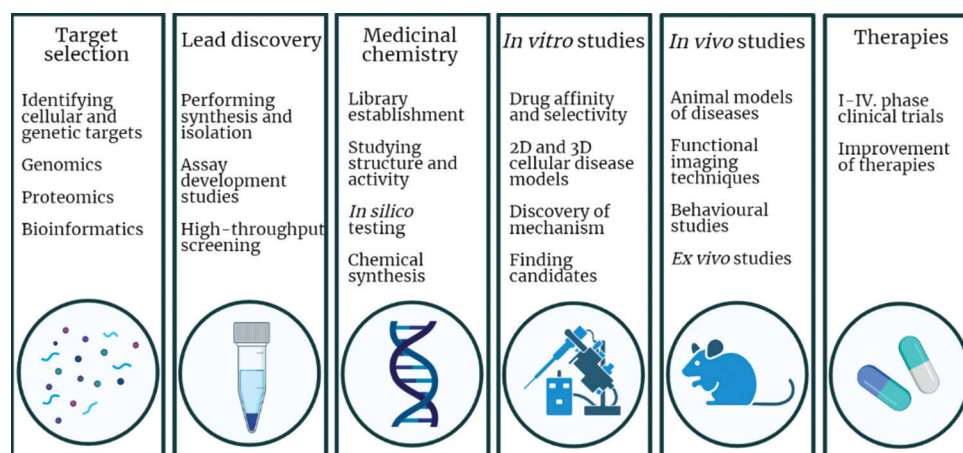 Target
selection
Identifying
cellular and
genetic targets
Genomics
Proteomics
Bioinformatics
Lead discovery
Performing
synthesis and
isolation
Assay
development
studies
High-throughput
screening
Medicinal
chemistry
Library
establishment
Studying
structure and
activity
In silico
testing
Chemical
synthesis
In vitro studies
Drug affinity
and selectivity
2D and 3D
cellular disease
models
Discovery of
mechanism
Finding
candidates
In vivo studies
Animal models
of diseases
Functional
imaging
techniques
Behavioural
studies
Ex vivo studies
Therapies
I-IV. phase
clinical trials
Improvement
of therapies